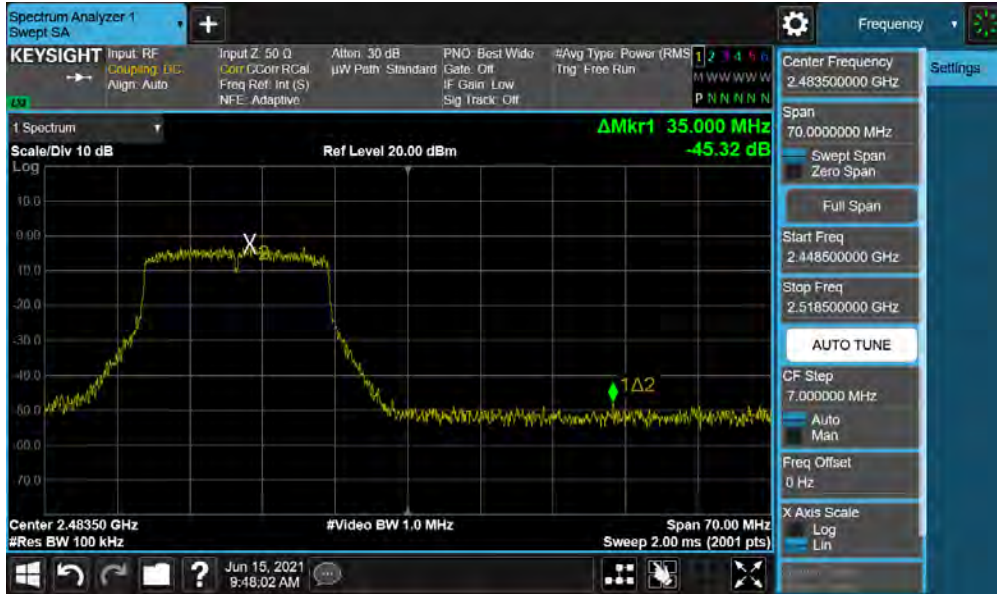 Spectrum Analyzer 1
Swept SA
Frequency
KEYSIGHT
Input: RF
Coupling: DC
Align: Auto
Input Z: 50 Ω
Corr CCorr RCal
Freq Ref: Int (S)
NFE: Adaptive
Atten: 30 dB
µW Path: Standard
PNO: Best Wide
Gate: Off
IF Gain: Low
Sig Track: Off
#Avg Type: Power (RMS
Trig: Free Run
1 2 3 4 5 6
M W W W W W
P N N N N N
1 Spectrum
Scale/Div 10 dB
Ref Level 20.00 dBm
ΔMkr1 35.000 MHz
-45.32 dB
Log
10.0
0.00
-10.0
-20.0
-30.0
-40.0
-50.0
-60.0
-70.0
X
1Δ2
Center 2.48350 GHz
#Video BW 1.0 MHz
Span 70.00 MHz
#Res BW 100 kHz
Sweep 2.00 ms (2001 pts)
Jun 15, 2021
9:48:02 AM
Center Frequency
2.483500000 GHz
Settings
Span
70.0000000 MHz
Swept Span
Zero Span
Full Span
Start Freq
2.448500000 GHz
Stop Freq
2.518500000 GHz
AUTO TUNE
CF Step
7.000000 MHz
Auto
Man
Freq Offset
0 Hz
X Axis Scale
Log
Lin